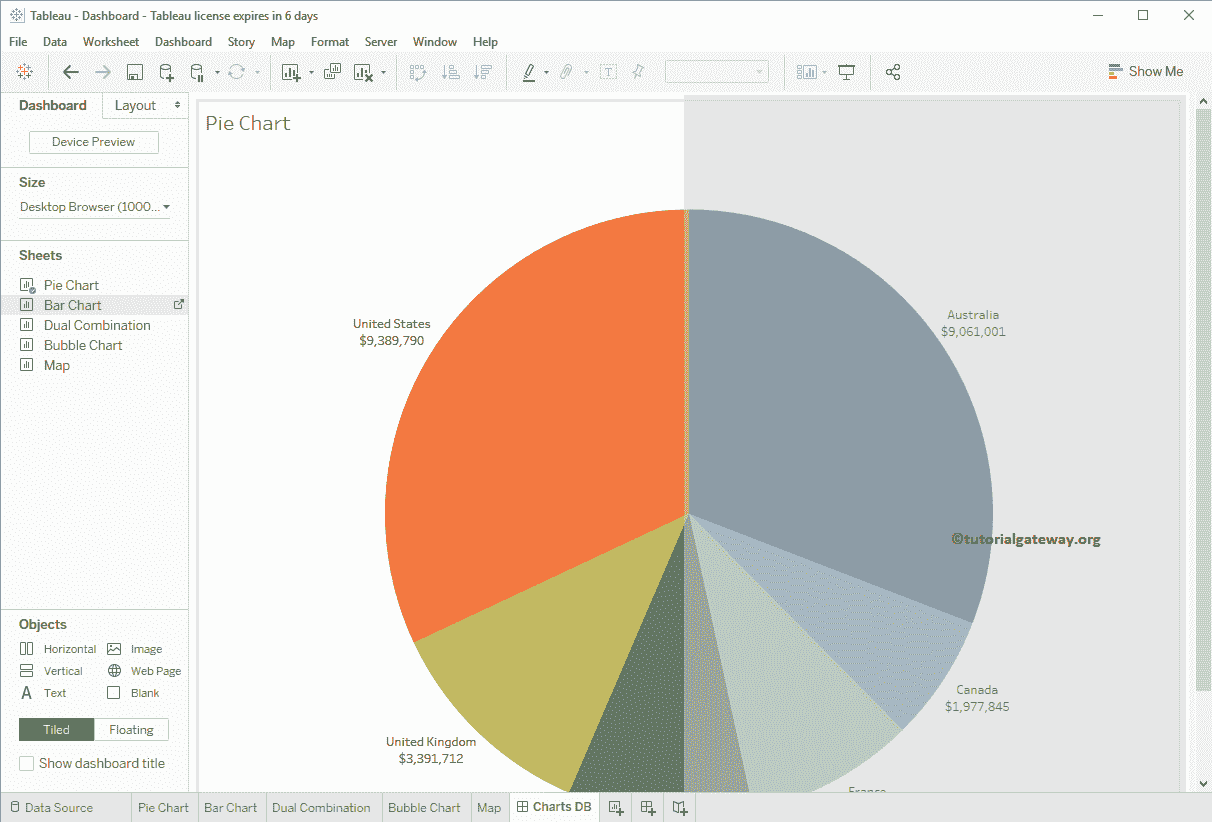 Tableau - Dashboard - Tableau license expires in 6 days
File Data Worksheet Dashboard Story Map Format Server Window Help
Show Me
Dashboard Layout
Device Preview
Size
Desktop Browser (1000...
Sheets
Pie Chart
Bar Chart
Dual Combination
Bubble Chart
Map
Objects
Horizontal Image
Vertical Web Page
A Text Blank
Tiled Floating
Show dashboard title
Pie Chart
United States
$9,389,790
Australia
$9,061,001
©tutorialgateway.org
Canada
$1,977,845
United Kingdom
$3,391,712
France
Data Source Pie Chart Bar Chart Dual Combination Bubble Chart Map Charts DB